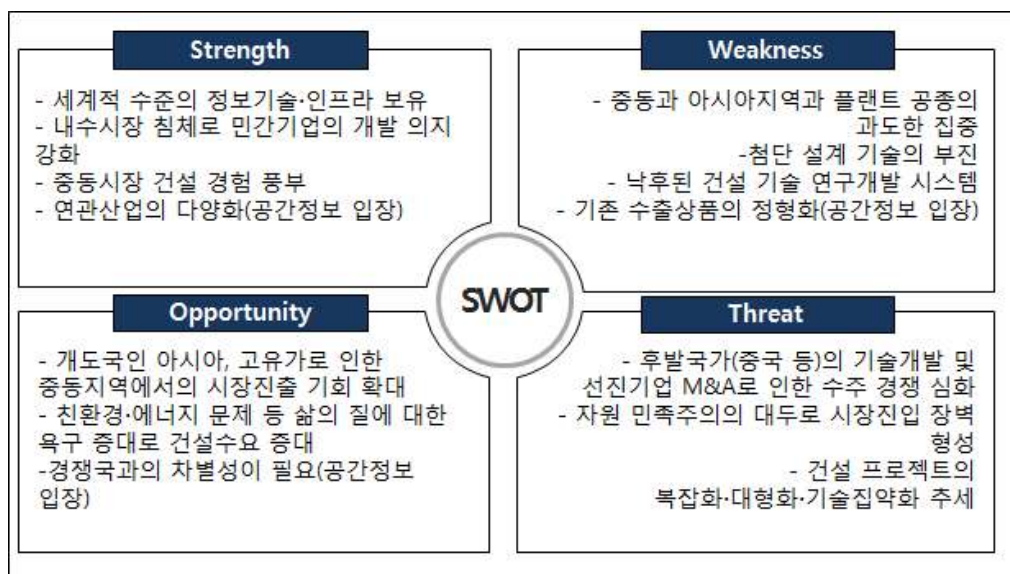 Strength
- 세계적 수준의 정보기술·인프라 보유
- 내수시장 침체로 민간기업의 개발 의지
강화
- 중동시장 건설 경험 풍부
- 연관산업의 다양화(공간정보 입장)
Weakness
- 중동과 아시아지역과 플랜트 공종의
과도한 집중
-첨단 설계 기술의 부진
- 낙후된 건설 기술 연구개발 시스템
- 기존 수출상품의 정형화(공간정보 입장)
SWOT
Opportunity
- 개도국인 아시아, 고유가로 인한
중동지역에서의 시장진출 기회 확대
- 친환경·에너지 문제 등 삶의 질에 대한
욕구 증대로 건설수요 증대
-경쟁국과의 차별성이 필요(공간정보
입장)
Threat
- 후발국가(중국 등)의 기술개발 및
선진기업 M&A로 인한 수주 경쟁 심화
- 자원 민족주의의 대두로 시장진입 장벽
형성
- 건설 프로젝트의
복잡화·대형화·기술집약화 추세